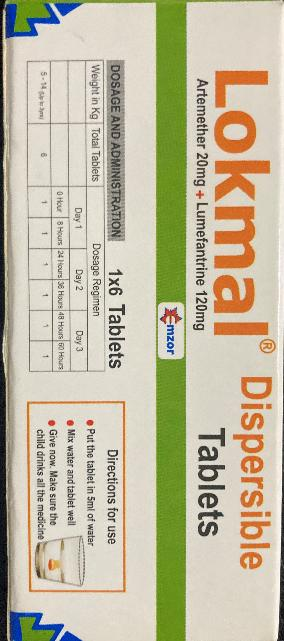 Lokmal® Dispersible
Tablets
Artemether 20mg + Lumefantrine 120mg
Emzor
DOSAGE AND ADMINISTRATION 1x6 Tablets
Weight in Kg Total Tablets Dosage Regimen
Day 1 Day 2 Day 3
0 Hour 8 Hours 24 Hours 36 Hours 48 Hours 60 Hours
5 - 14 (Up to 3yrs) 6 1 1 1 1 1 1
Directions for use
Put the tablet in 5ml of water
Mix water and tablet well
Give now. Make sure the
child drinks all the medicine